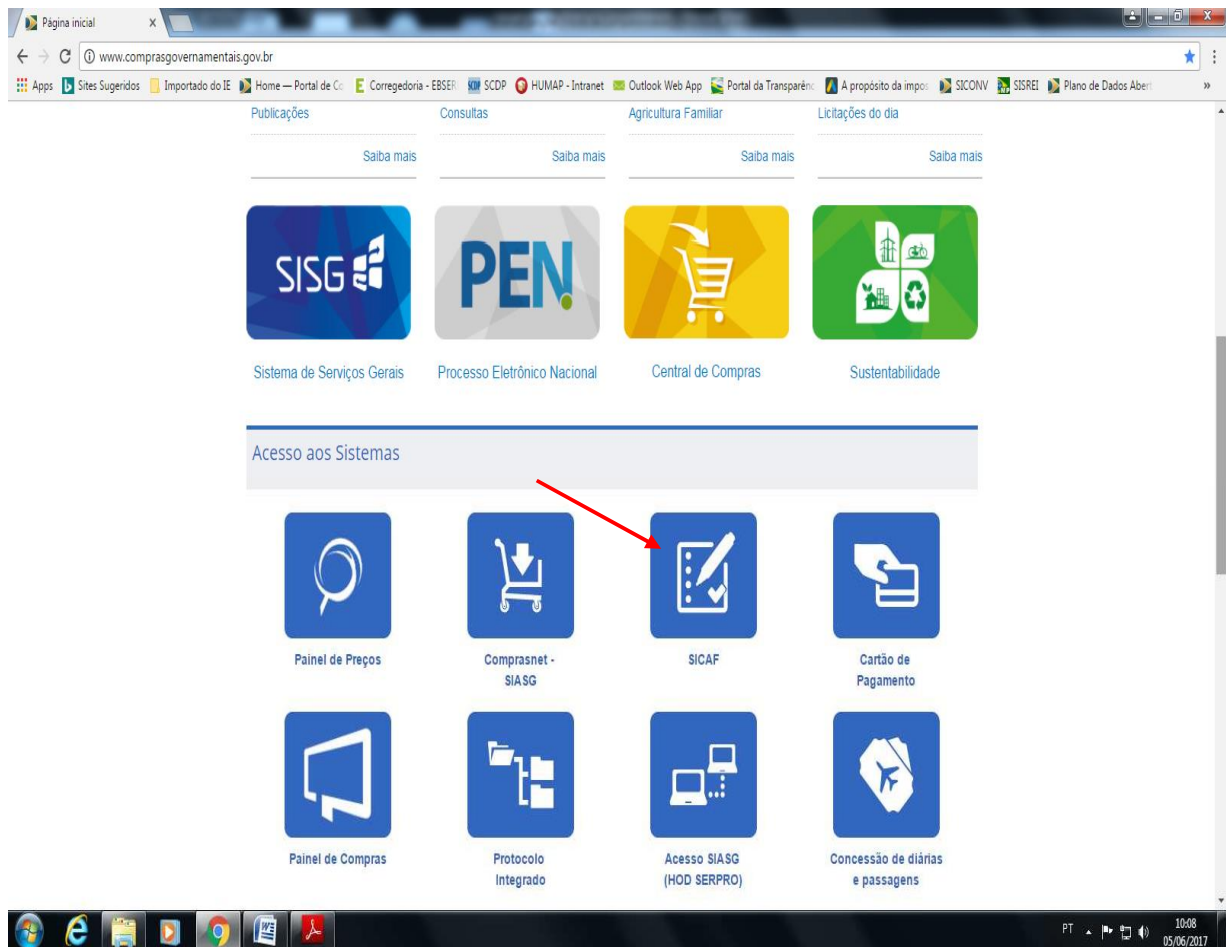 Página inicial
www.comprasgovernamentais.gov.br
Apps Sites Sugeridos Importado do IE Home — Portal de Co Corregedoria - EBSER SCDP HUMAP - Intranet Outlook Web App Portal da Transparênc A propósito da impos SICONV SISREI Plano de Dados Abert »
Publicações Consultas Agricultura Familiar Licitações do dia
Saiba mais Saiba mais Saiba mais Saiba mais
SISG PEN
Sistema de Serviços Gerais Processo Eletrônico Nacional Central de Compras Sustentabilidade
Acesso aos Sistemas
Painel de Preços Comprasnet - SICAF Cartão de
SIASG Pagamento
Painel de Compras Protocolo Acesso SIASG Concessão de diárias
Integrado (HOD SERPRO) e passagens
PT 10:08
05/06/2017